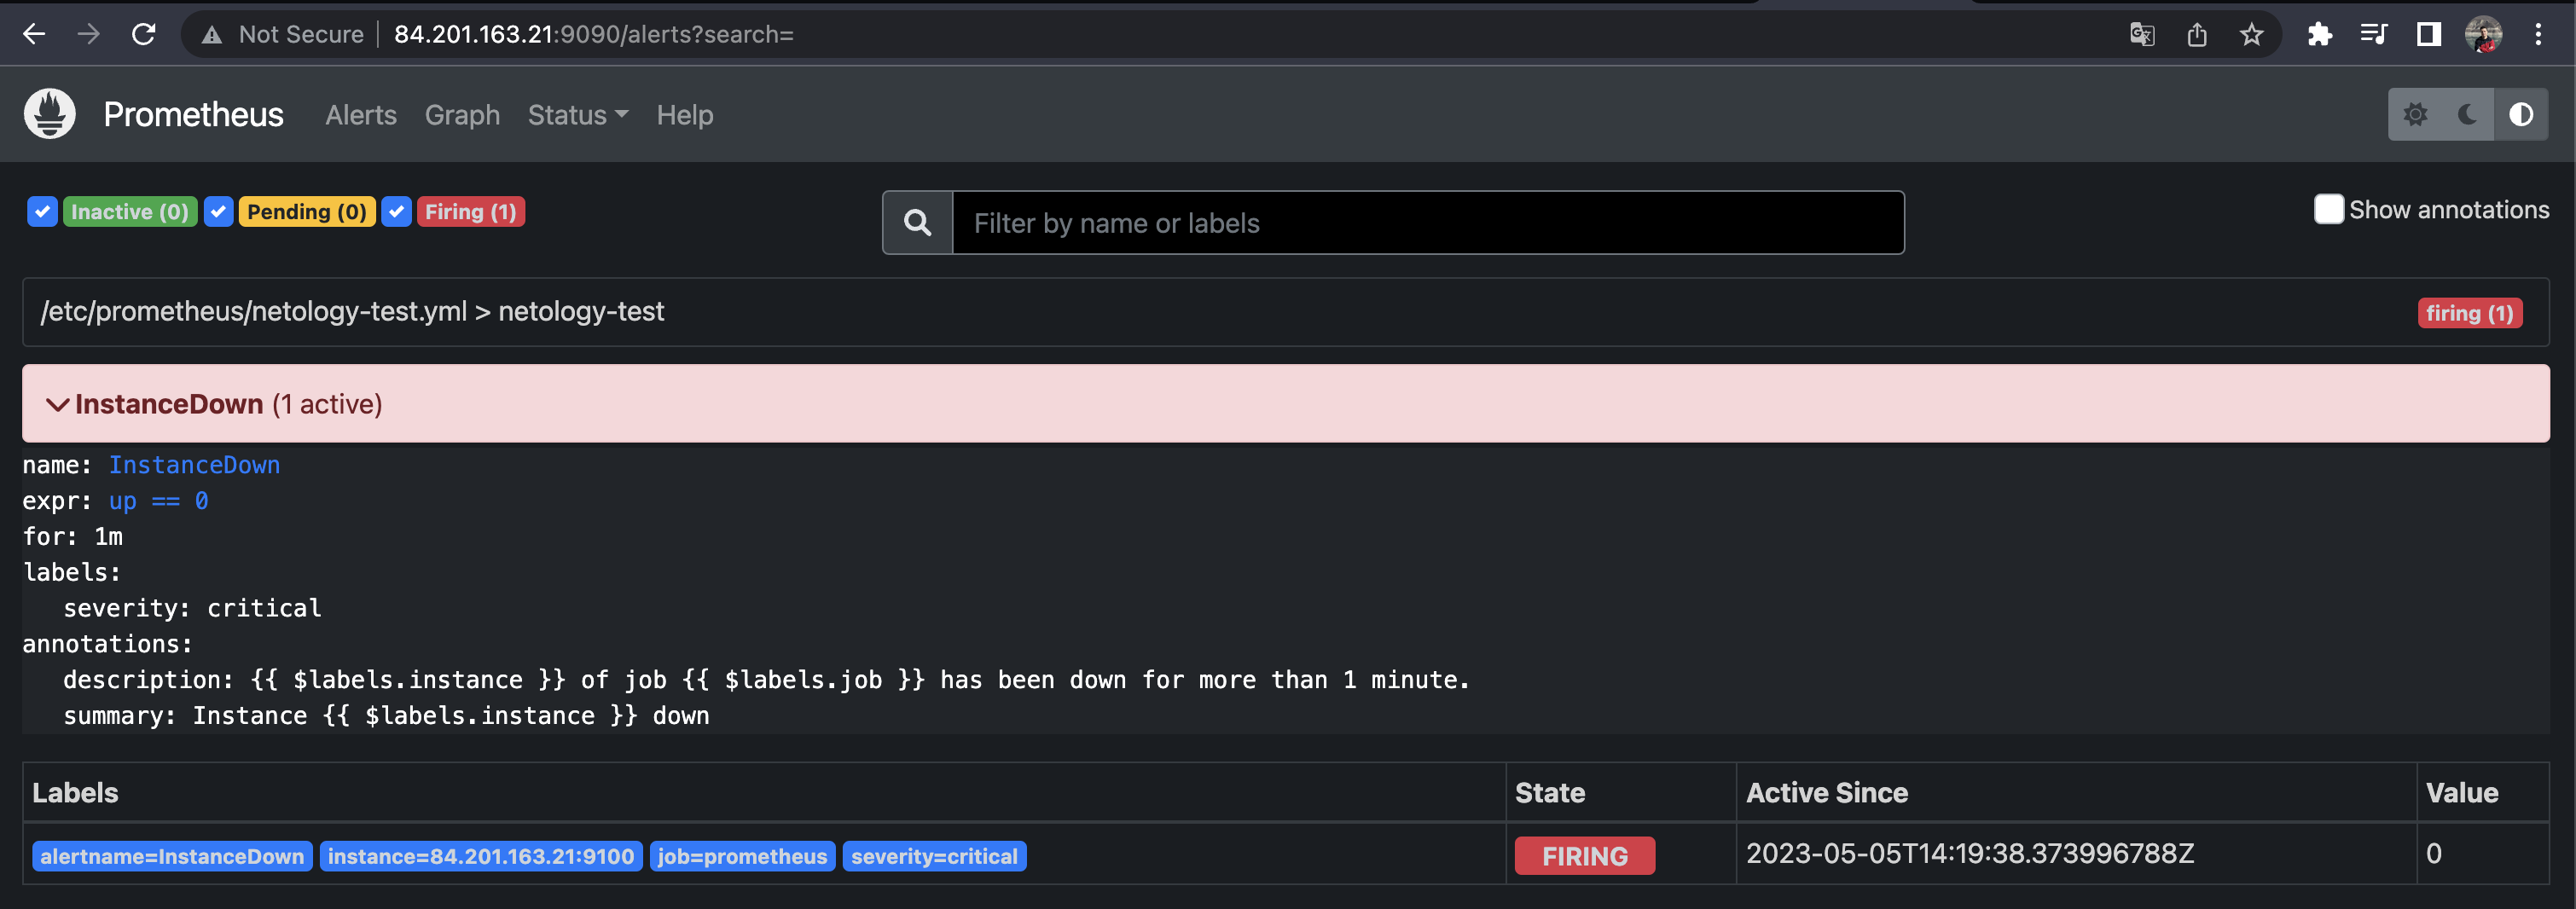 Not Secure 84.201.163.21:9090/alerts?search=
Prometheus Alerts Graph Status Help
Inactive (0) Pending (0) Firing (1) Filter by name or labels Show annotations
/etc/prometheus/netology-test.yml > netology-test firing (1)
InstanceDown (1 active)
name: InstanceDown
expr: up == 0
for: 1m
labels:
severity: critical
annotations:
description: {{ $labels.instance }} of job {{ $labels.job }} has been down for more than 1 minute.
summary: Instance {{ $labels.instance }} down
Labels State Active Since Value
alertname=InstanceDown instance=84.201.163.21:9100 job=prometheus severity=critical FIRING 2023-05-05T14:19:38.373996788Z 0